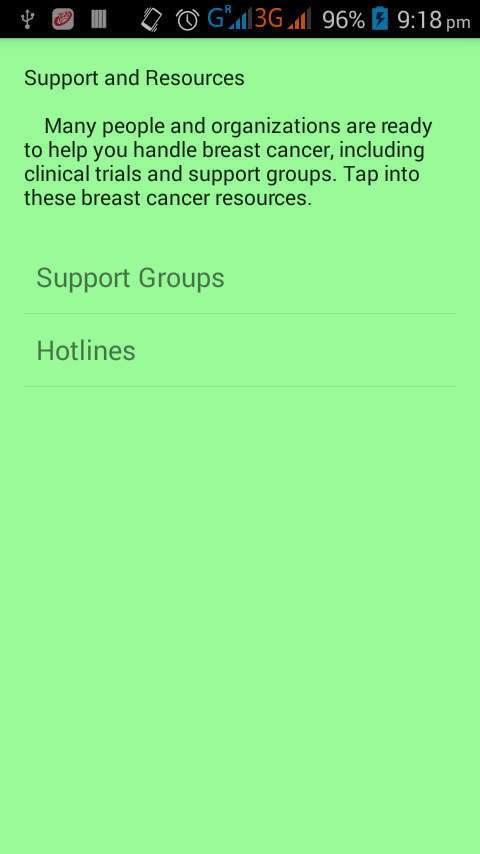 GR 3G 96% 9:18 pm
Support and Resources
Many people and organizations are ready
to help you handle breast cancer, including
clinical trials and support groups. Tap into
these breast cancer resources.
Support Groups
Hotlines